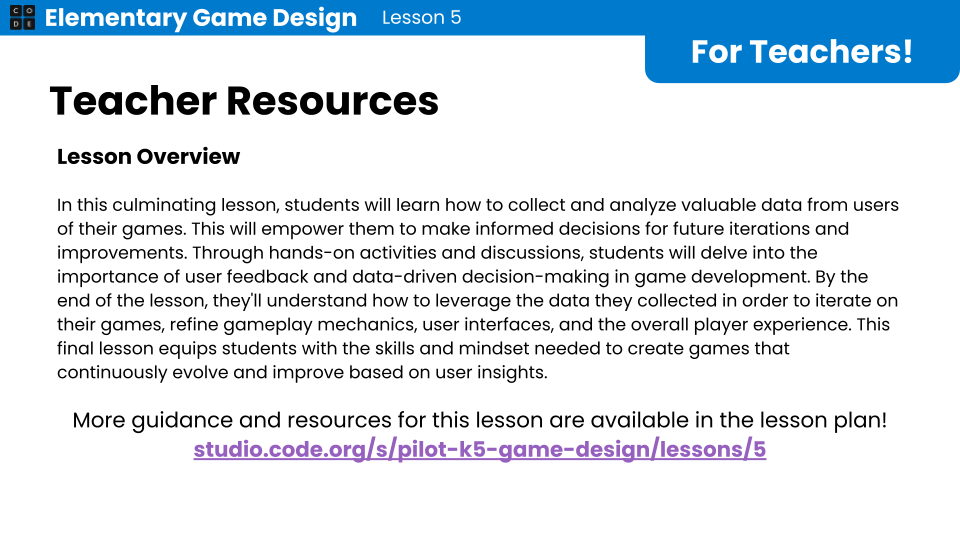 CODE
Elementary Game Design Lesson 5
For Teachers!
Teacher Resources
Lesson Overview
In this culminating lesson, students will learn how to collect and analyze valuable data from users
of their games. This will empower them to make informed decisions for future iterations and
improvements. Through hands-on activities and discussions, students will delve into the
importance of user feedback and data-driven decision-making in game development. By the
end of the lesson, they'll understand how to leverage the data they collected in order to iterate on
their games, refine gameplay mechanics, user interfaces, and the overall player experience. This
final lesson equips students with the skills and mindset needed to create games that
continuously evolve and improve based on user insights.
More guidance and resources for this lesson are available in the lesson plan!
studio.code.org/s/pilot-k5-game-design/lessons/5